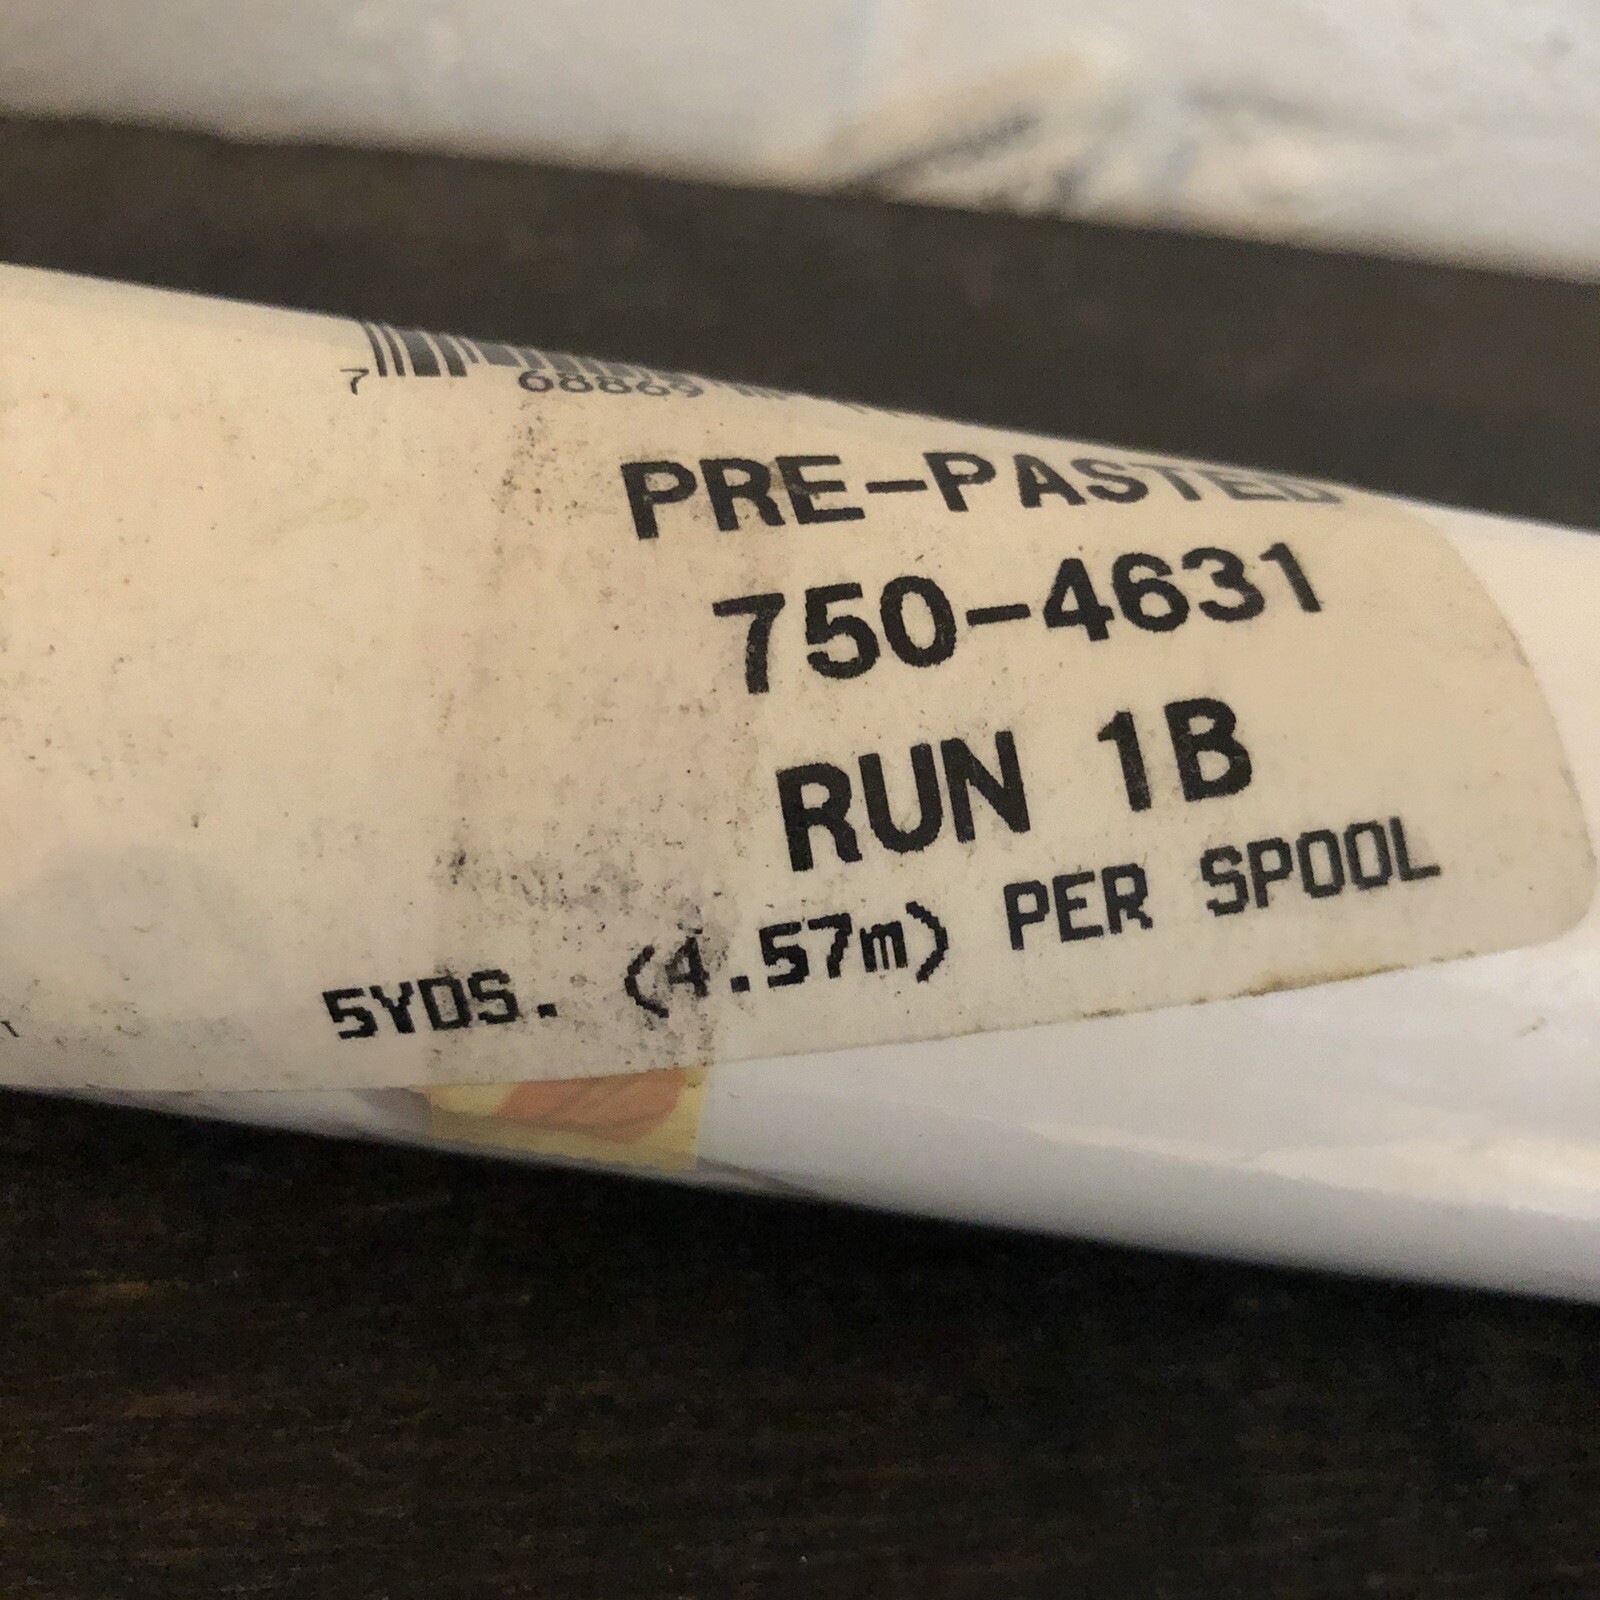 7 68869
PRE-PASTED
750-4631
RUN 1B
5YDS. (4.57m) PER SPOOL